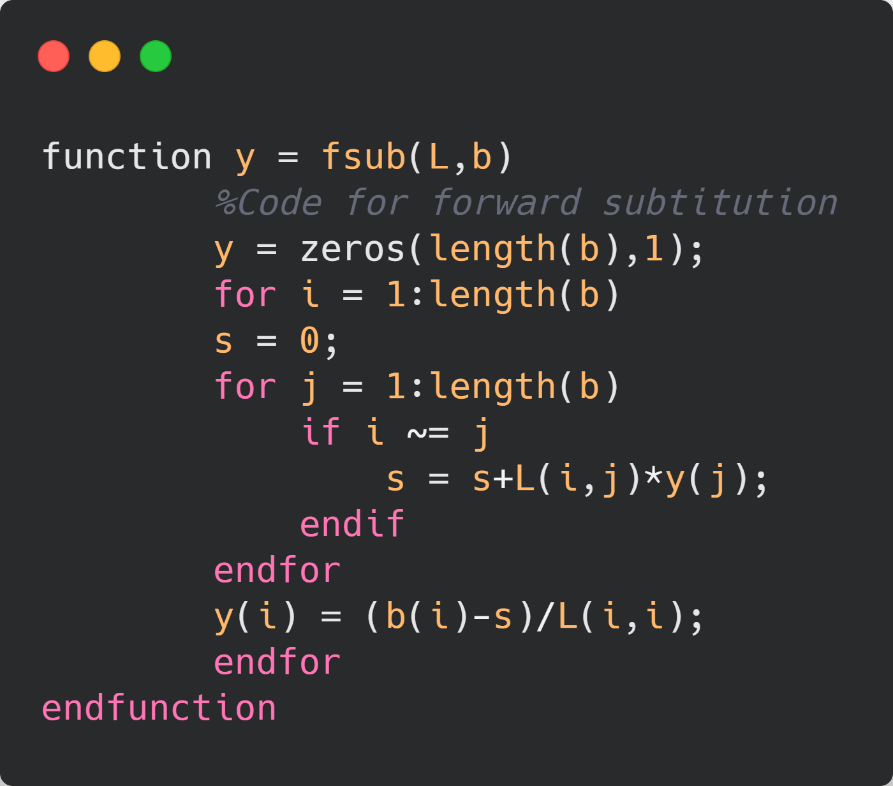 function y = fsub(L,b)
        %Code for forward subtitution
        y = zeros(length(b),1);
        for i = 1:length(b)
        s = 0;
        for j = 1:length(b)
            if i ~= j
                s = s+L(i,j)*y(j);
            endif
        endfor
        y(i) = (b(i)-s)/L(i,i);
        endfor
endfunction